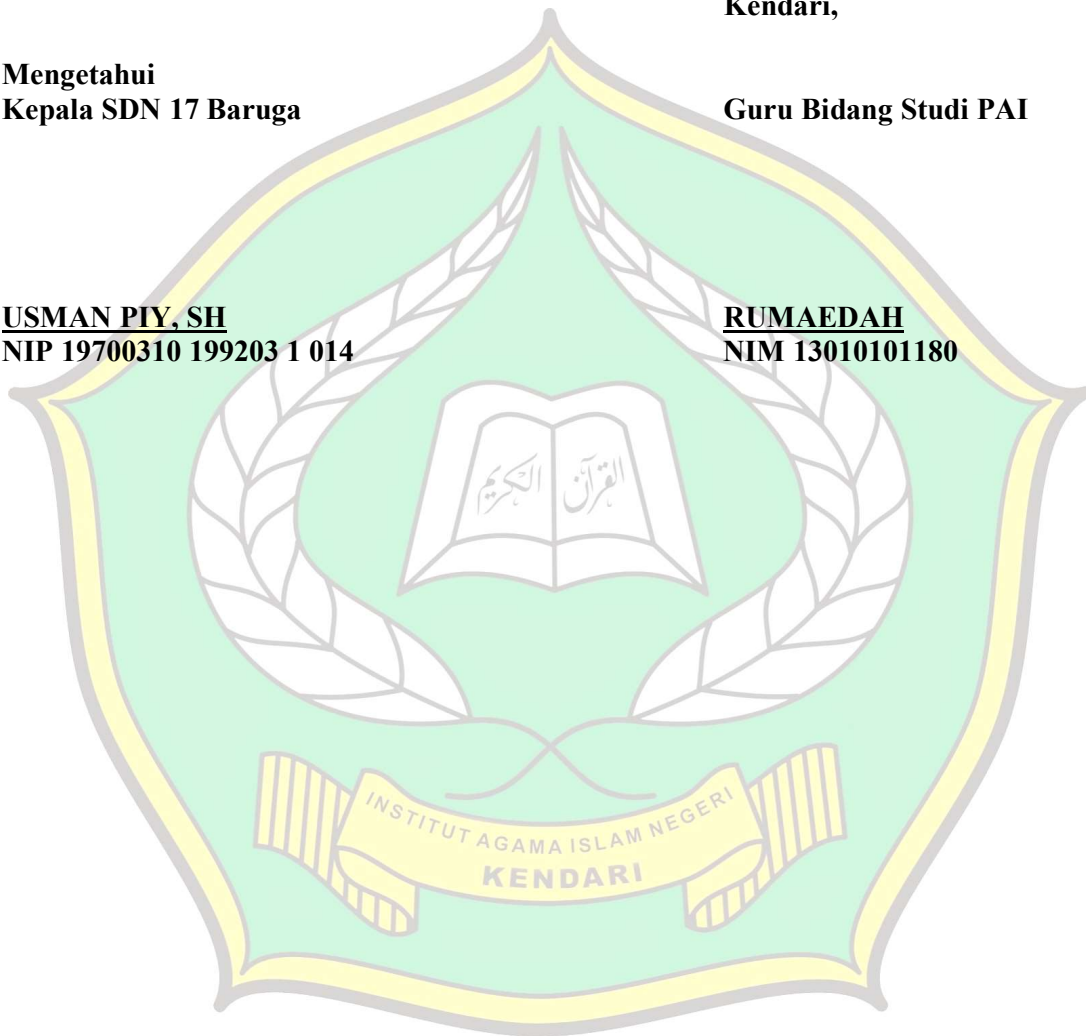 Kendari,
Mengetahui
Kepala SDN 17 Baruga
Guru Bidang Studi PAI
USMAN PIY, SH
NIP 19700310 199203 1 014
RUMAEDAH
NIM 13010101180
القرآن الكريم
INSTITUT AGAMA ISLAM NEGERI
KENDARI